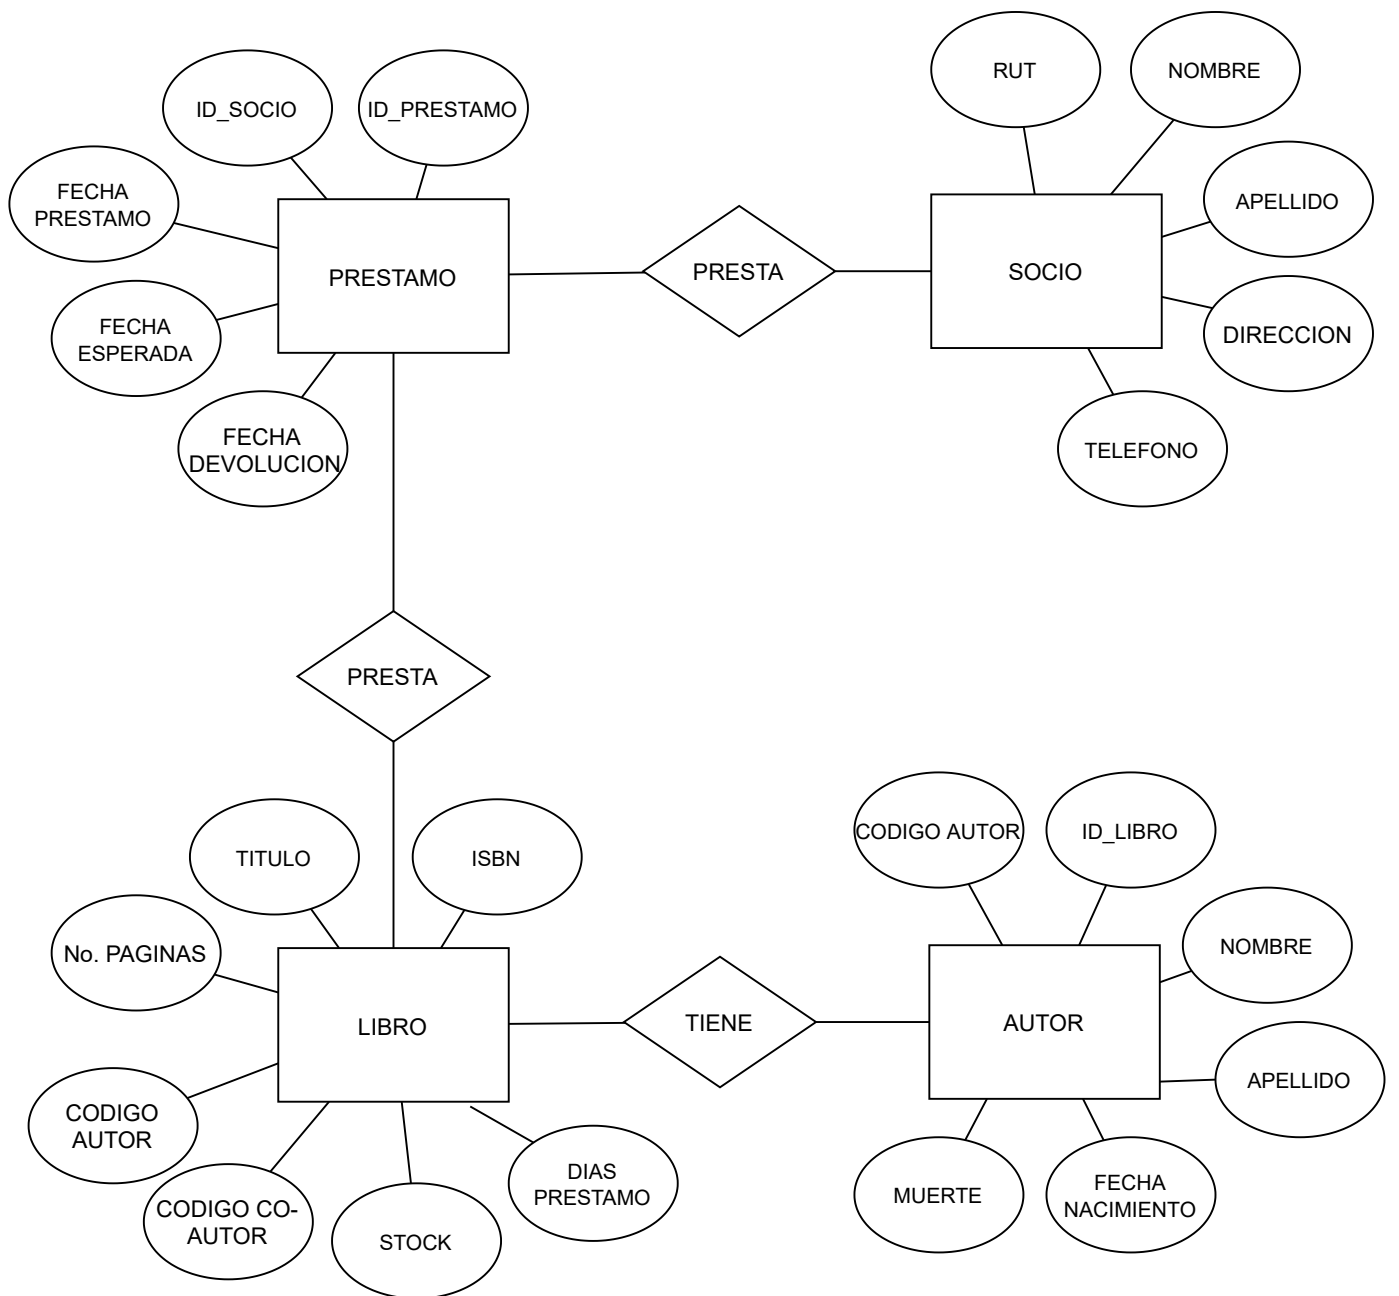 RUT
NOMBRE
ID_SOCIO
ID_PRESTAMO
FECHA
PRESTAMO
APELLIDO
PRESTAMO
PRESTA
SOCIO
FECHA
ESPERADA
DIRECCION
FECHA
DEVOLUCION
TELEFONO
PRESTA
TITULO
ISBN
CODIGO AUTOR
ID_LIBRO
No. PAGINAS
NOMBRE
LIBRO
TIENE
AUTOR
APELLIDO
CODIGO
AUTOR
CODIGO CO-
AUTOR
STOCK
DIAS
PRESTAMO
MUERTE
FECHA
NACIMIENTO